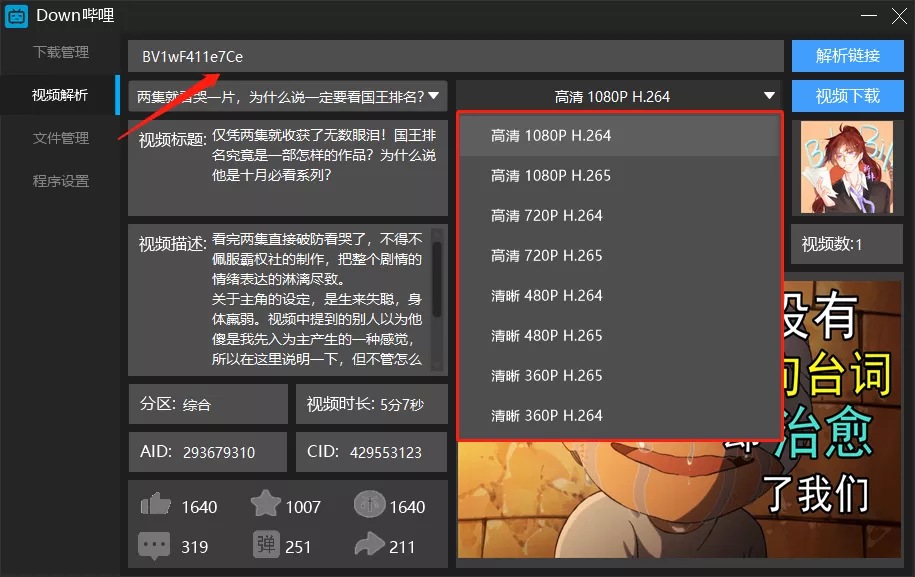 Down哔哩
下载管理
视频解析
文件管理
程序设置
BV1wF411e7Ce
解析链接
两集就看哭一片，为什么说一定要看国王排名?
高清 1080P H.264
视频下载
视频标题:
仅凭两集就收获了无数眼泪！国王排
名究竟是一部怎样的作品？为什么说
他是十月必看系列？
高清 1080P H.264
高清 1080P H.265
高清 720P H.264
高清 720P H.265
清晰 480P H.264
清晰 480P H.265
清晰 360P H.265
清晰 360P H.264
视频数:1
视频描述:
看完两集直接破防看哭了，不得不
佩服霸权社的制作，把整个剧情的
情绪表达的淋漓尽致。
关于主角的设定，是生来失聪，身
体羸弱。视频中提到的别人以为他
傻是我先入为主产生的一种感觉，
所以在这里说明一下，但不管怎么
分区: 综合
视频时长: 5分7秒
AID: 293679310
CID: 429553123
1640
1007
1640
319
弹
251
211
没有
句台词
却治愈
了我们